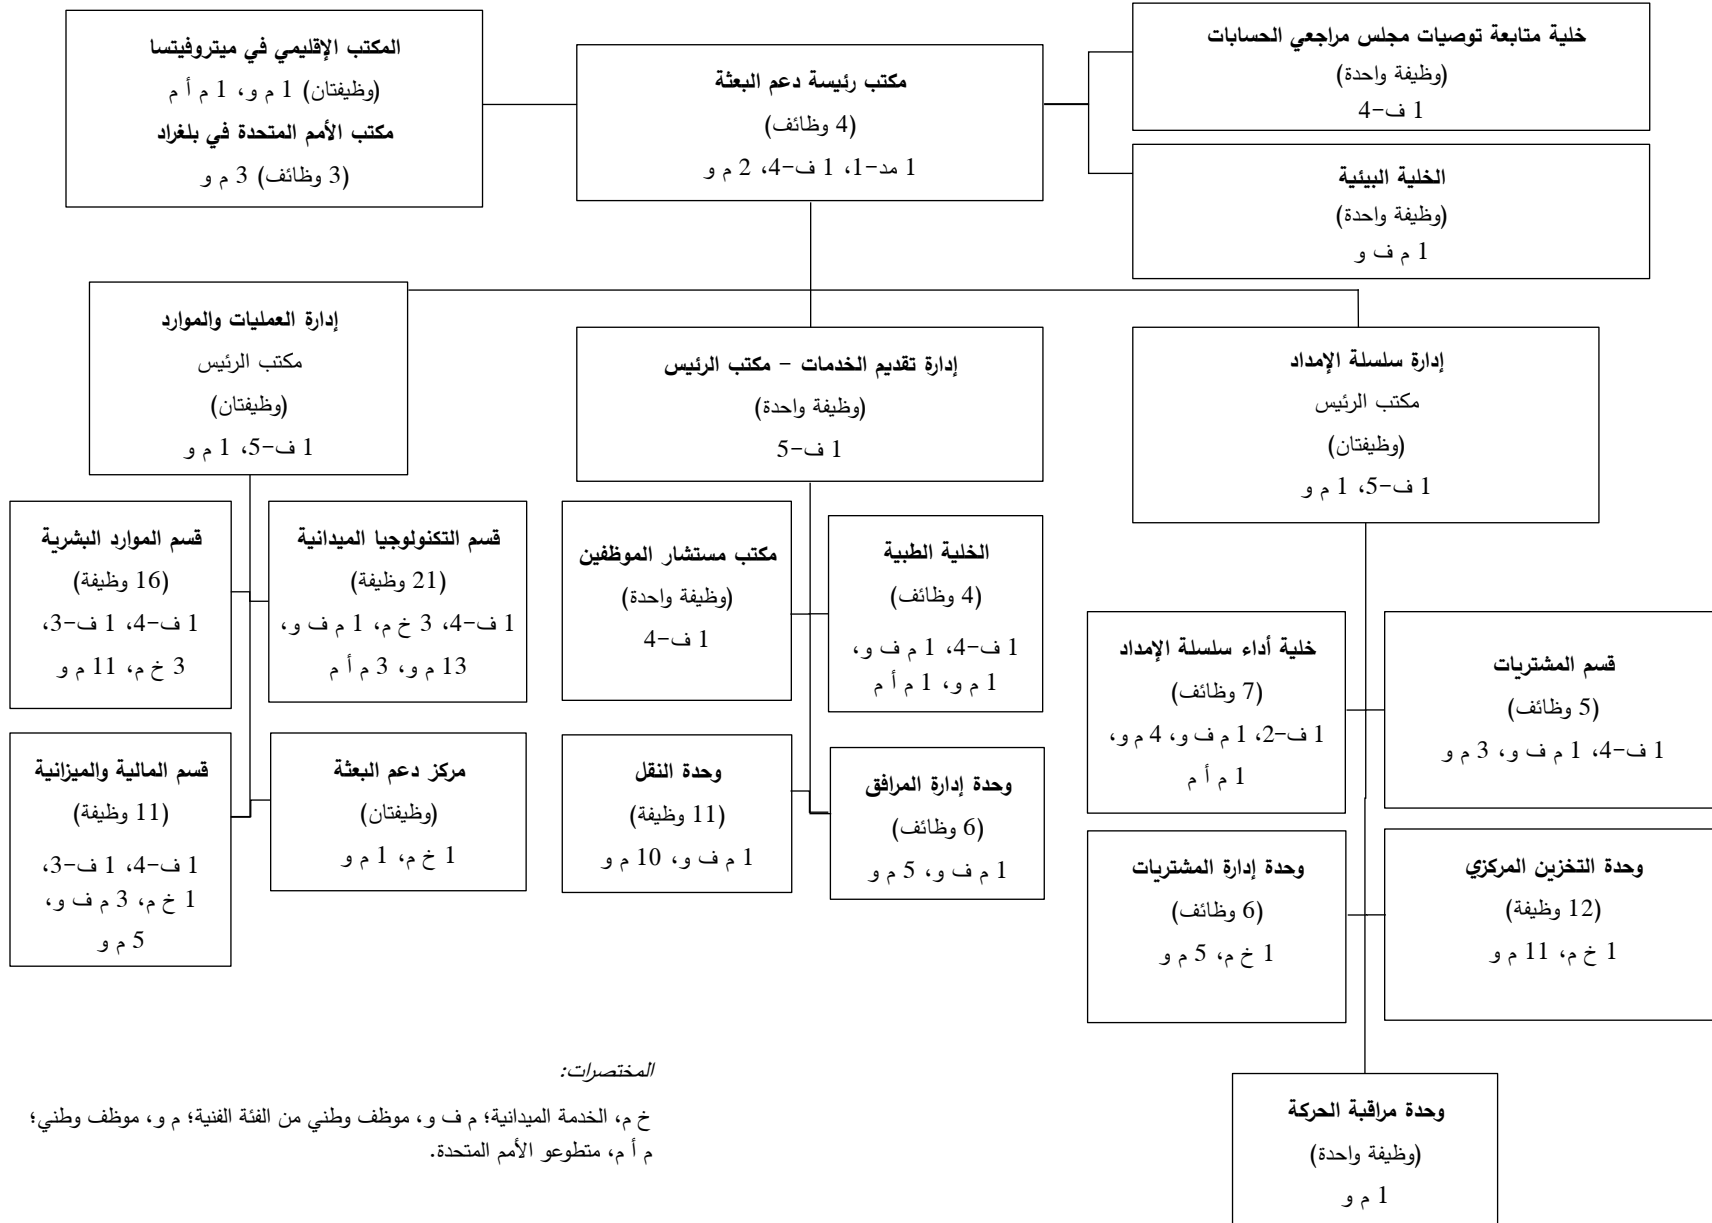 خلية متابعة توصيات مجلس مراجعي الحسابات
(وظيفة واحدة)
1 ف-4
مكتب رئيسة دعم البعثة
(4 وظائف)
1 مد-1، 1 ف-4، 2 م و
المكتب الإقليمي في ميتروفيتسا
(وظيفتان) 1 م و، 1 م أ م
مكتب الأمم المتحدة في بلغراد
(3 وظائف) 3 م و
الخلية البيئية
(وظيفة واحدة)
1 م ف و
إدارة سلسلة الإمداد
مكتب الرئيس
(وظيفتان)
1 ف-5، 1 م و
إدارة تقديم الخدمات - مكتب الرئيس
(وظيفة واحدة)
1 ف-5
إدارة العمليات والموارد
مكتب الرئيس
(وظيفتان)
1 ف-5، 1 م و
قسم المشتريات
(5 وظائف)
1 ف-4، 1 م ف و، 3 م و
خلية أداء سلسلة الإمداد
(7 وظائف)
1 ف-2، 1 م ف و، 4 م و،
1 م أ م
وحدة التخزين المركزي
(12 وظيفة)
1 خ م، 11 م و
وحدة إدارة المشتريات
(6 وظائف)
1 خ م، 5 م و
وحدة مراقبة الحركة
(وظيفة واحدة)
1 م و
الخلية الطبية
(4 وظائف)
1 ف-4، 1 م ف و،
1 م و، 1 م أ م
مكتب مستشار الموظفين
(وظيفة واحدة)
1 ف-4
وحدة إدارة المرافق
(6 وظائف)
1 م ف و، 5 م و
وحدة النقل
(11 وظيفة)
1 م ف و، 10 م و
قسم التكنولوجيا الميدانية
(21 وظيفة)
1 ف-4، 3 خ م، 1 م ف و،
13 م و، 3 م أ م
قسم الموارد البشرية
(16 وظيفة)
1 ف-4، 1 ف-3،
3 خ م، 11 م و
مركز دعم البعثة
(وظيفتان)
1 خ م، 1 م و
قسم المالية والميزانية
(11 وظيفة)
1 ف-4، 1 ف-3،
1 خ م، 3 م ف و،
5 م و
المختصرات:
خ م، الخدمة الميدانية؛ م ف و، موظف وطني من الفئة الفنية؛ م و، موظف وطني؛
م أ م، متطوعو الأمم المتحدة.